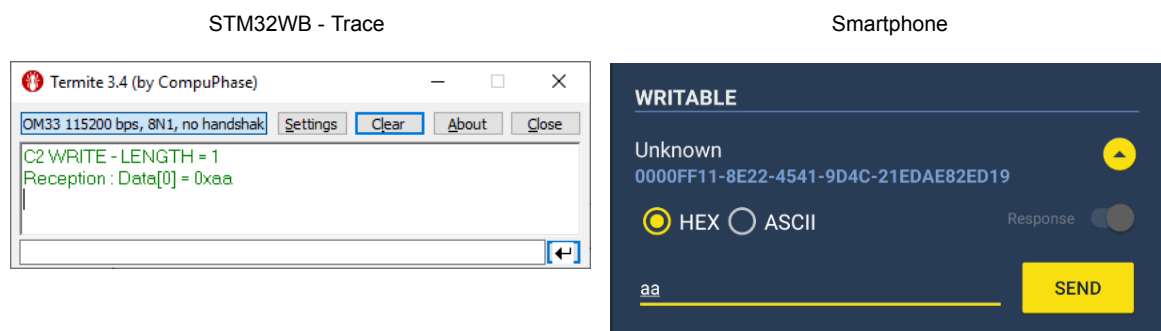 STM32WB - Trace
Smartphone
Termite 3.4 (by CompuPhase)
OM33 115200 bps, 8N1, no handshak
Settings
Clear
About
Close
C2 WRITE - LENGTH = 1
Reception : Data[0] = 0xaa
WRITABLE
Unknown
0000FF11-8E22-4541-9D4C-21EDAE82ED19
HEX
ASCII
Response
aa
SEND